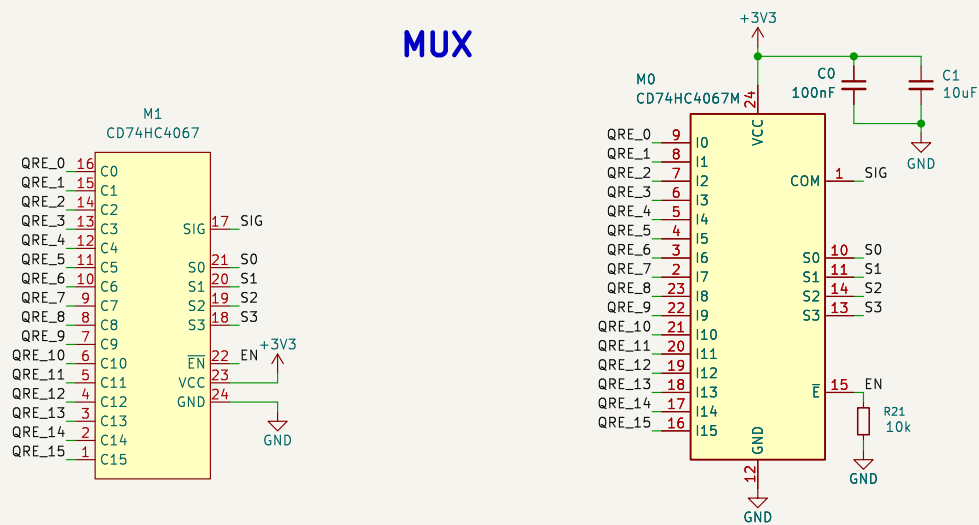 MUX
M1
CD74HC4067
QRE_0 16 C0
QRE_1 15 C1
QRE_2 14 C2
QRE_3 13 C3
QRE_4 12 C4
QRE_5 11 C5
QRE_6 10 C6
QRE_7 9 C7
QRE_8 8 C8
QRE_9 7 C9
QRE_10 6 C10
QRE_11 5 C11
QRE_12 4 C12
QRE_13 3 C13
QRE_14 2 C14
QRE_15 1 C15
SIG 17 SIG
S0 21 S0
S1 20 S1
S2 19 S2
S3 18 S3
EN 22 EN
VCC 23
GND 24
+3V3
GND
+3V3
C0
100nF
C1
10uF
GND
M0
CD74HC4067M
24
VCC
QRE_0 9 I0
QRE_1 8 I1
QRE_2 7 I2
QRE_3 6 I3
QRE_4 5 I4
QRE_5 4 I5
QRE_6 3 I6
QRE_7 2 I7
QRE_8 23 I8
QRE_9 22 I9
QRE_10 21 I10
QRE_11 20 I11
QRE_12 19 I12
QRE_13 18 I13
QRE_14 17 I14
QRE_15 16 I15
COM 1 SIG
S0 10 S0
S1 11 S1
S2 14 S2
S3 13 S3
E 15 EN
R21
10k
GND
GND
12
GND